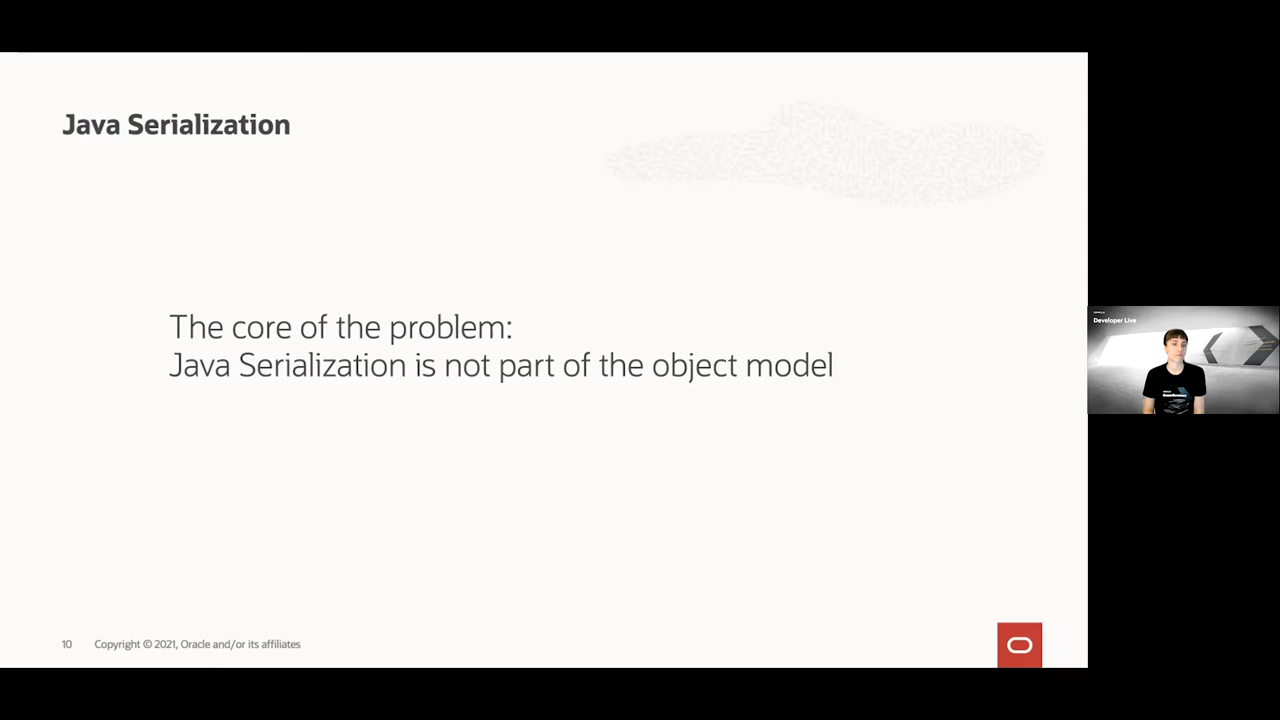 Java Serialization
The core of the problem:
Java Serialization is not part of the object model
10 Copyright © 2021, Oracle and/or its affiliates
Developer Live